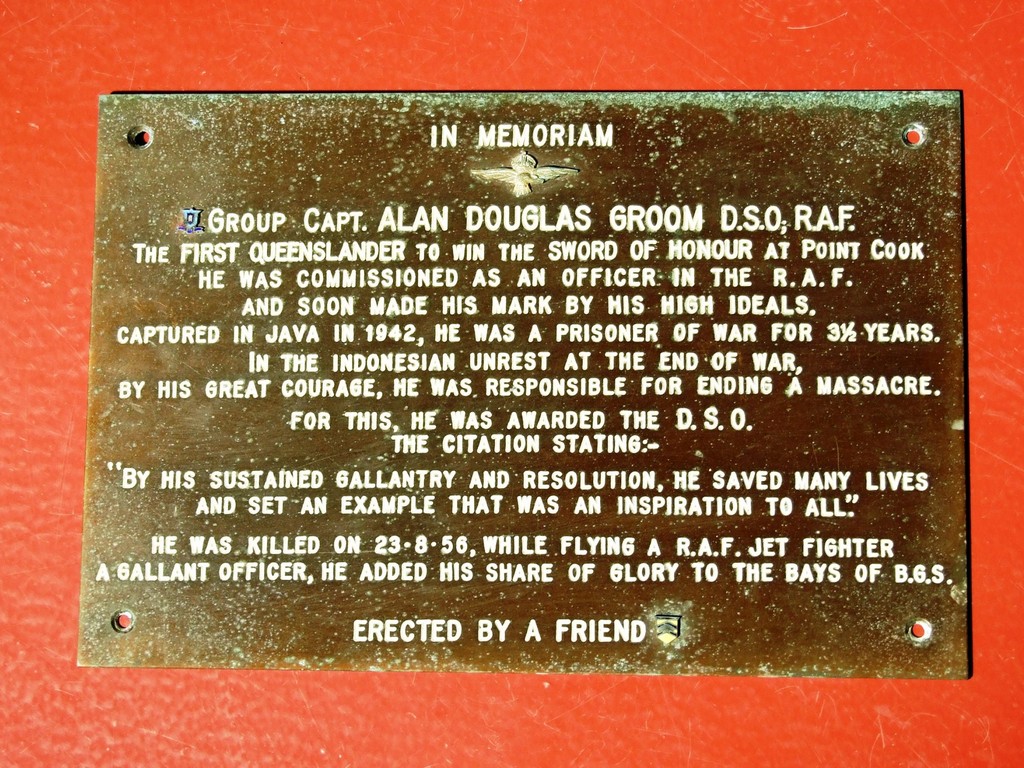 IN MEMORIAM
GROUP CAPT. ALAN DOUGLAS GROOM D.S.O; R.A.F.
THE FIRST QUEENSLANDER TO WIN THE SWORD OF HONOUR AT POINT COOK
HE WAS COMMISSIONED AS AN OFFICER IN THE R.A.F.
AND SOON MADE HIS MARK BY HIS HIGH IDEALS.
CAPTURED IN JAVA IN 1942, HE WAS A PRISONER OF WAR FOR 3½ YEARS.
IN THE INDONESIAN UNREST AT THE END OF WAR,
BY HIS GREAT COURAGE, HE WAS RESPONSIBLE FOR ENDING A MASSACRE.
FOR THIS, HE WAS AWARDED THE D.S.O.
THE CITATION STATING:-
"BY HIS SUSTAINED GALLANTRY AND RESOLUTION, HE SAVED MANY LIVES
AND SET AN EXAMPLE THAT WAS AN INSPIRATION TO ALL."
HE WAS KILLED ON 23·8·56, WHILE FLYING A R.A.F. JET FIGHTER
A GALLANT OFFICER, HE ADDED HIS SHARE OF GLORY TO THE BAYS OF B.G.S.
ERECTED BY A FRIEND